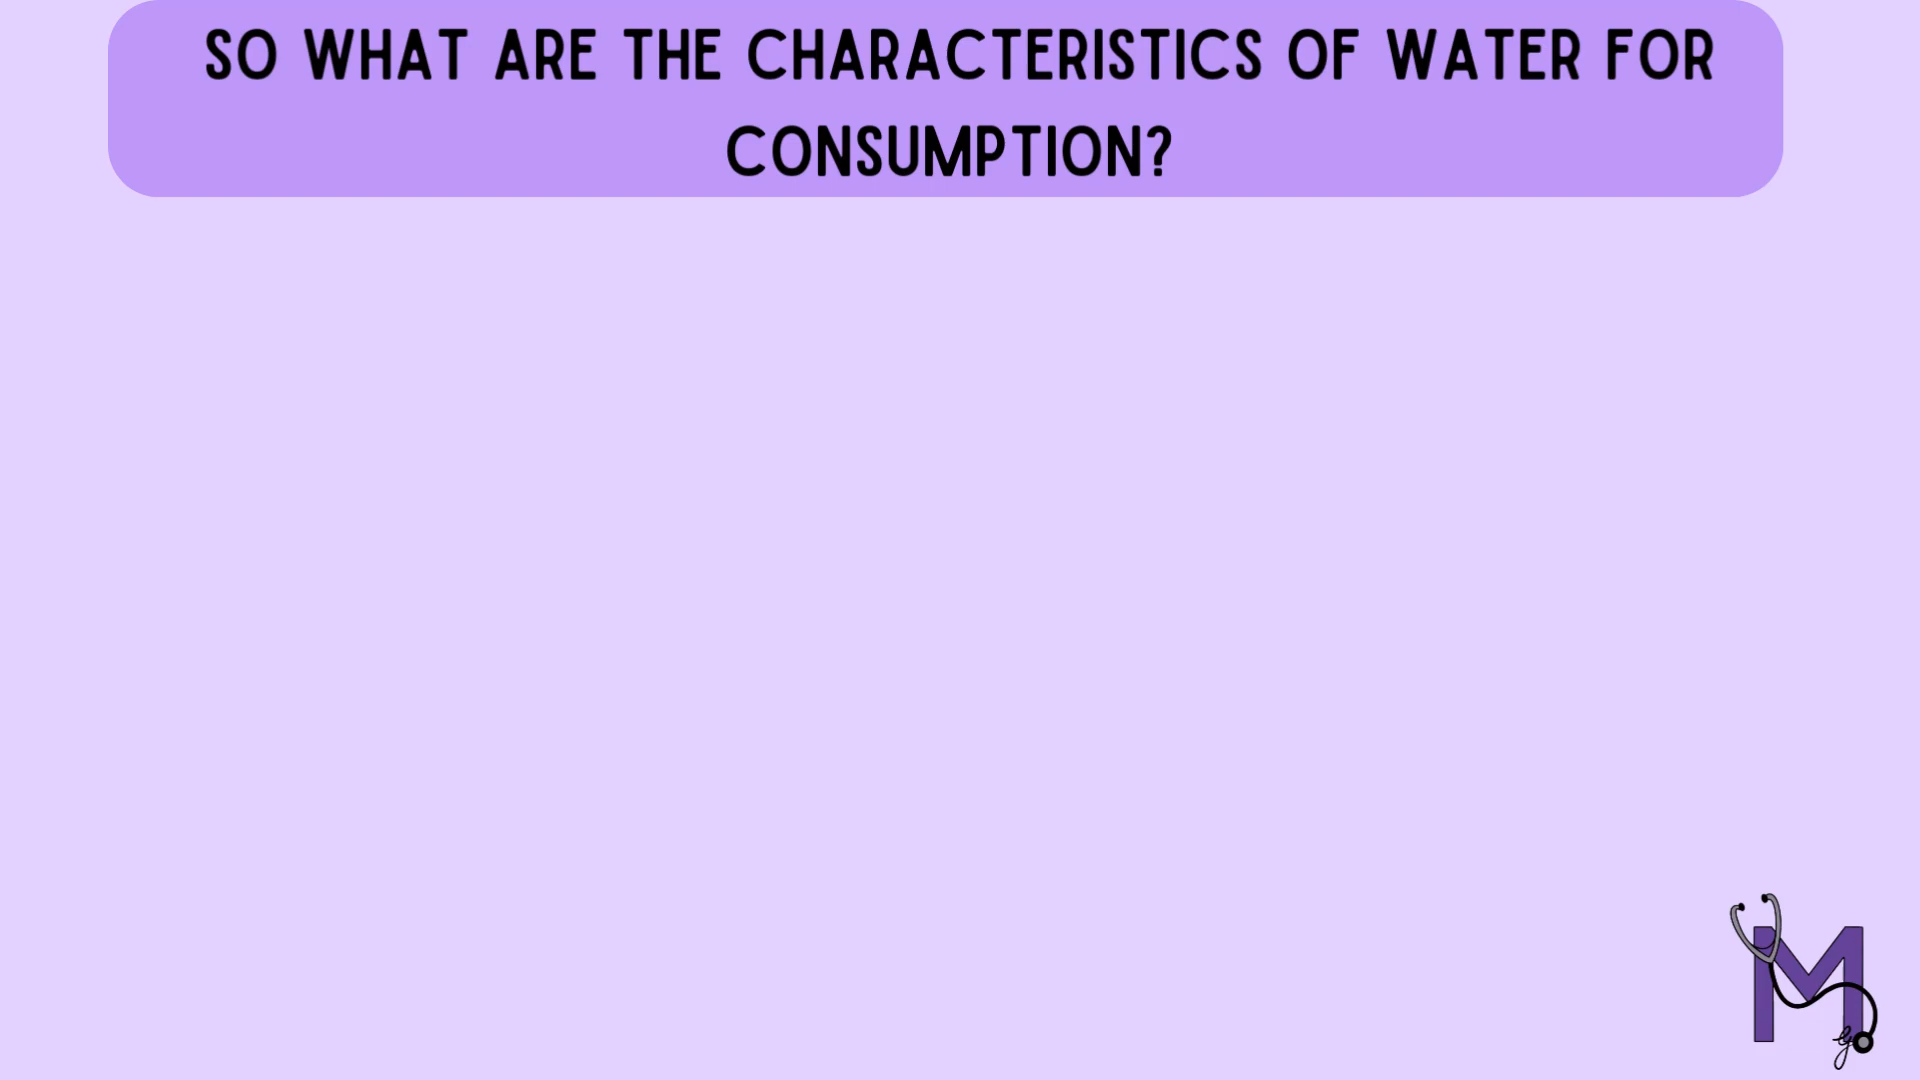 SO WHAT ARE THE CHARACTERISTICS OF WATER FOR
CONSUMPTION?
M